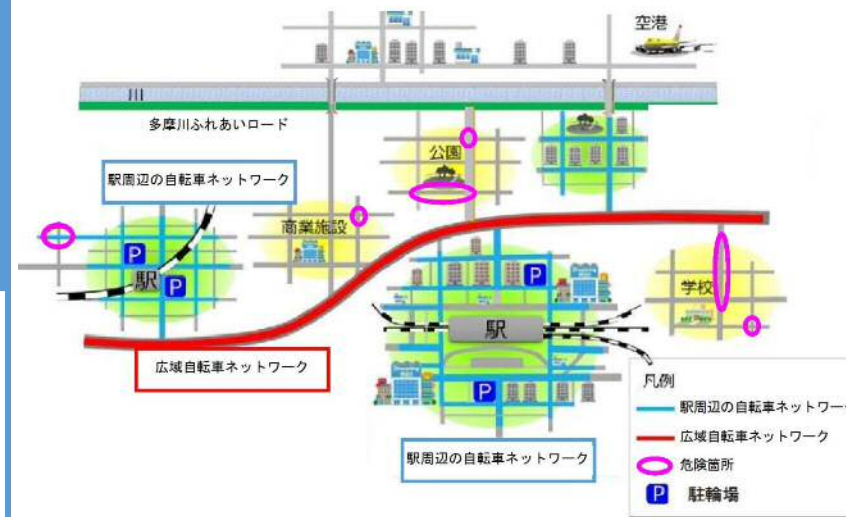 空港
川
多摩川ふれあいロード
公園
駅周辺の自転車ネットワーク
商業施設
P
駅
P
P
学校
駅
広域自転車ネットワーク
P
駅周辺の自転車ネットワーク
凡例
駅周辺の自転車ネットワーク
広域自転車ネットワーク
危険箇所
P 駐輪場